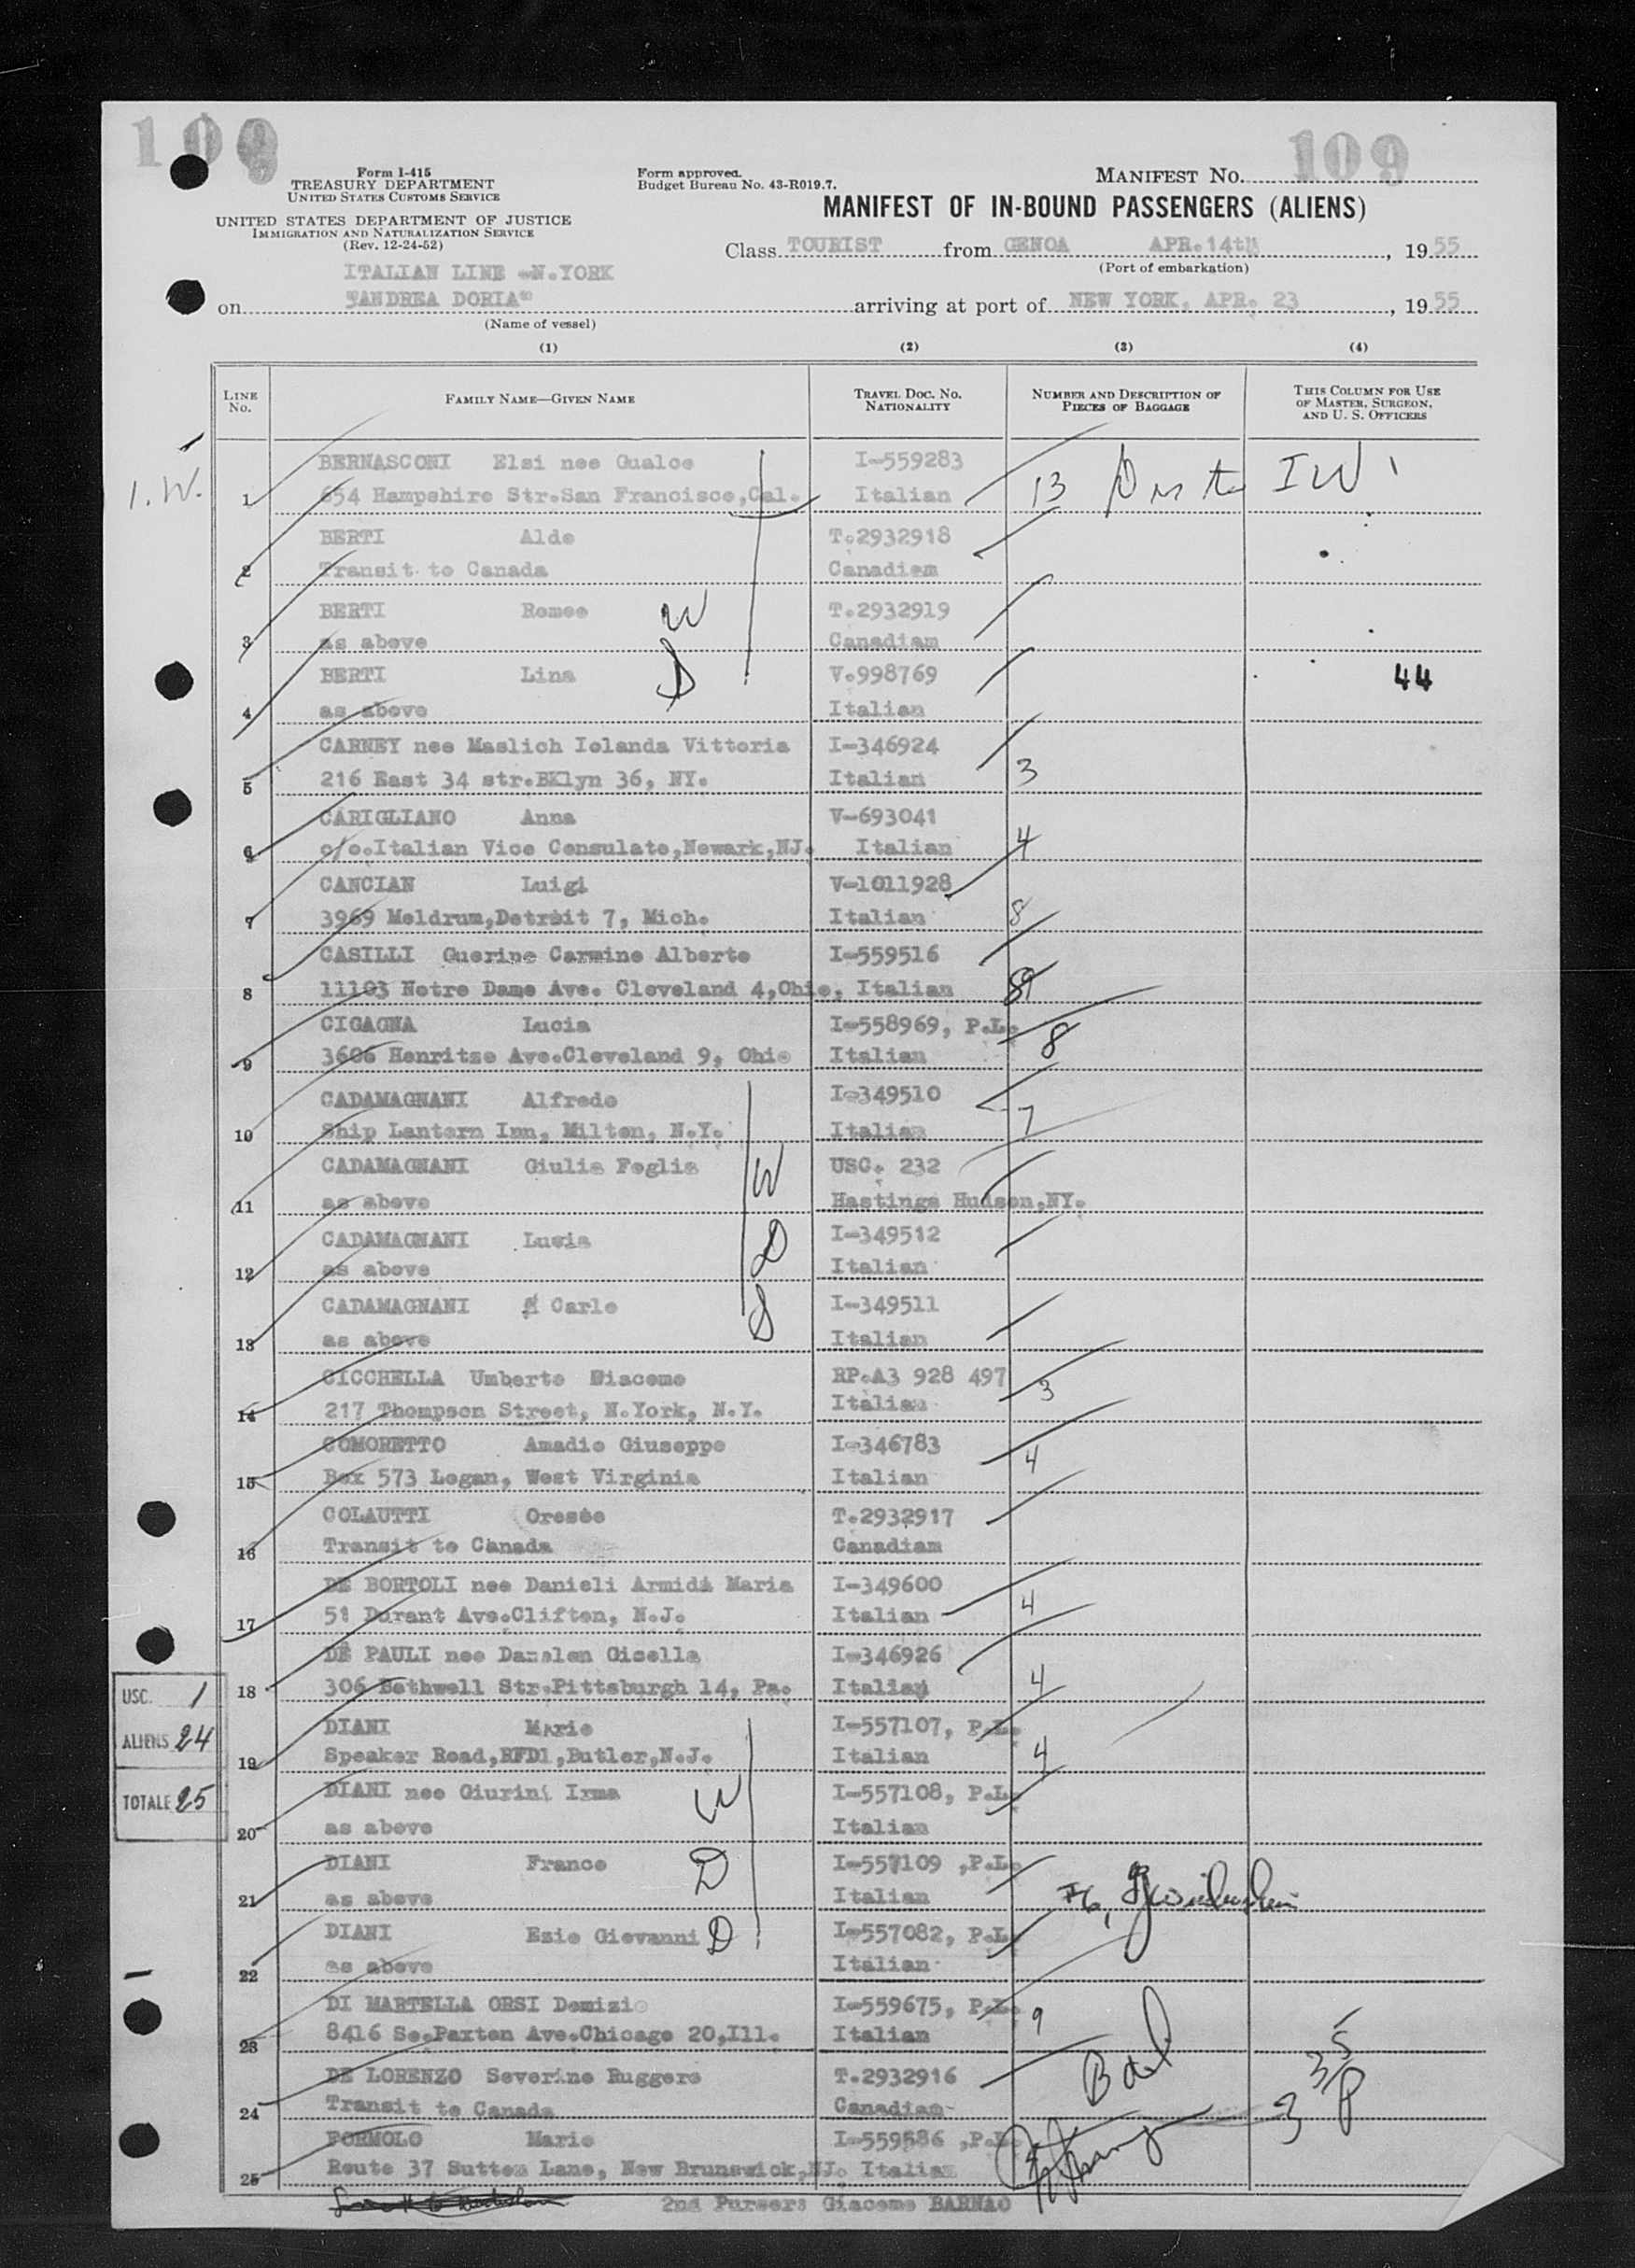 109
109
Form I-415
TREASURY DEPARTMENT
UNITED STATES CUSTOMS SERVICE
UNITED STATES DEPARTMENT OF JUSTICE
IMMIGRATION AND NATURALIZATION SERVICE
(Rev. 12-24-52)
Form approved.
Budget Bureau No. 43-R019.7.
MANIFEST NO.
MANIFEST OF IN-BOUND PASSENGERS (ALIENS)
Class TOURIST from GENOA APR.14th, 1955
(Port of embarkation)
ITALIAN LINE -N.YORK
on "ANDREA DORIA" arriving at port of NEW YORK, APR. 23, 1955
(Name of vessel)
(1) (2) (3) (4)
LINE No. FAMILY NAME—GIVEN NAME TRAVEL DOC. NO. NATIONALITY NUMBER AND DESCRIPTION OF PIECES OF BAGGAGE THIS COLUMN FOR USE OF MASTER, SURGEON, AND U. S. OFFICERS
BERNASCONI Elsi nee Gualco I-559283
I.W. 1 654 Hampshire Str.San Francisco,Cal. Italian 13 IW
BERTI Aldo T.2932918
2 Transit to Canada Canadian
BERTI Romeo W T.2932919
3 as above Canadian
BERTI Lina S V.998769 44
4 as above Italian
CARNEY nee Maslich Iolanda Vittoria I-346924
5 216 East 34 str.BKlyn 36, NY. Italian 3
CARIGLIANO Anna V-693041
6 c/o.Italian Vice Consulate,Newark,NJ. Italian 4
CANCIAN Luigi V-1011928
7 3969 Meldrum,Detroit 7, Mich. Italian 8
CASILLI Guerino Carmine Alberto I-559516
8 11103 Notre Dame Ave. Cleveland 4,Ohio, Italian
CIGAGNA Lucia I-558969, P.L.
9 3606 Henritze Ave.Cleveland 9, Ohio Italian 8
CADAMAGNANI Alfredo I-349510
10 Ship Lantern Inn, Milton, N.Y. Italian 7
CADAMAGNANI Giulia Foglia W USC. 232
11 as above Hastings Hudson,NY.
CADAMAGNANI Lucia D I-349512
12 as above Italian
CADAMAGNANI Carlo S I-349511
13 as above Italian
CICCHELLA Umberto Giacomo RP.A3 928 497
14 217 Thompson Street, N.York, N.Y. Italian 3
COMORETTO Amadio Giuseppe I-346783
15 Box 573 Logan, West Virginia Italian 4
COLAUTTI Oreste T.2932917
16 Transit to Canada Canadian
DE BORTOLI nee Danieli Armida Maria I-349600
17 51 Durant Ave.Clifton, N.J. Italian 4
DE PAULI nee Danelon Gisella I-346926
18 306 Bothwell Str.Pittsburgh 14, Pa. Italian 4
USC. 1
ALIENS 24
TOTALE 25
DIANI Mario I-557107, P.L.
19 Speaker Road,RFD1,Butler,N.J. Italian 4
DIANI nee Giurini Irma W I-557108, P.L.
20 as above Italian
DIANI Franco D I-557109 ,P.L.
21 as above Italian
DIANI Ezio Giovanni D I-557082, P.L.
22 as above Italian
DI MARTELLA ORSI Domizio I-559675, P.L.
23 8416 So.Paxton Ave.Chicago 20,Ill. Italian 9
DE LORENZO Severino Ruggero T.2932916
24 Transit to Canada Canadian
FORMOLO Mario I-559586 ,P.L.
25 Route 37 Sutton Lane, New Brunswick,NJ. Italian
2nd Pursers Giacomo BARNAO